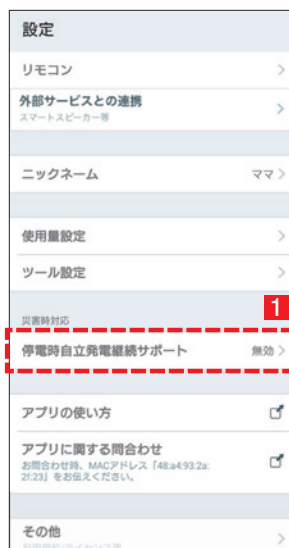 設定
リモコン
外部サービスとの連携
スマートスピーカー等
ニックネーム
ママ
使用量設定
ツール設定
1
災害時対応
停電時自立発電継続サポート
無効
アプリの使い方
アプリに関する問合わせ
お問合わせ時、MACアドレス「48:a4:93:2a:
2f:23」をお伝えください。
その他